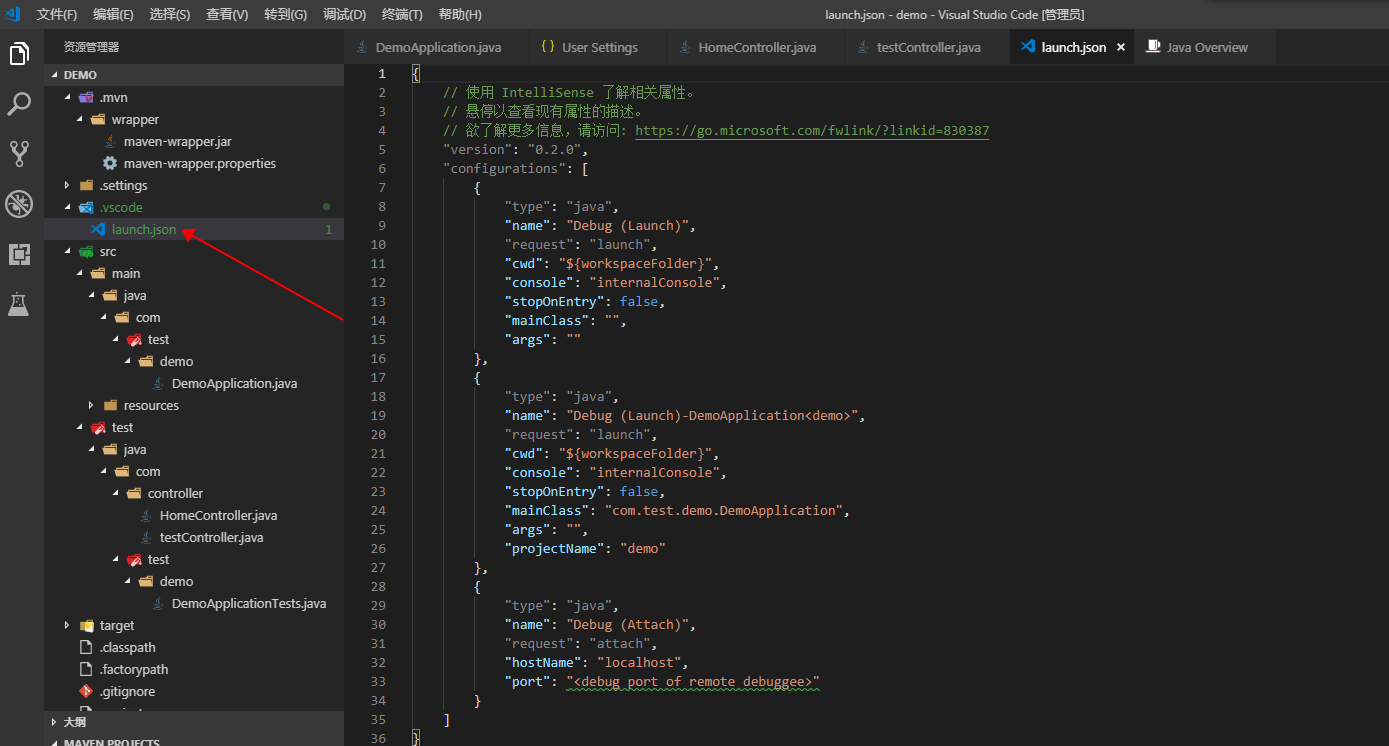 文件(F) 编辑(E) 选择(S) 查看(V) 转到(G) 调试(D) 终端(T) 帮助(H) launch.json - demo - Visual Studio Code [管理员]
资源管理器
DEMO
.mvn
wrapper
maven-wrapper.jar
maven-wrapper.properties
.settings
.vscode
launch.json 1
src
main
java
com
test
demo
DemoApplication.java
resources
test
java
com
controller
HomeController.java
testController.java
test
demo
DemoApplicationTests.java
target
.classpath
.factorypath
.gitignore
大纲
MAVEN PROJECTS
DemoApplication.java {} User Settings HomeController.java testController.java launch.json × Java Overview
1 {
2 // 使用 IntelliSense 了解相关属性。
3 // 悬停以查看现有属性的描述。
4 // 欲了解更多信息，请访问: https://go.microsoft.com/fwlink/?linkid=830387
5 "version": "0.2.0",
6 "configurations": [
7 {
8 "type": "java",
9 "name": "Debug (Launch)",
10 "request": "launch",
11 "cwd": "${workspaceFolder}",
12 "console": "internalConsole",
13 "stopOnEntry": false,
14 "mainClass": "",
15 "args": ""
16 },
17 {
18 "type": "java",
19 "name": "Debug (Launch)-DemoApplication<demo>",
20 "request": "launch",
21 "cwd": "${workspaceFolder}",
22 "console": "internalConsole",
23 "stopOnEntry": false,
24 "mainClass": "com.test.demo.DemoApplication",
25 "args": "",
26 "projectName": "demo"
27 },
28 {
29 "type": "java",
30 "name": "Debug (Attach)",
31 "request": "attach",
32 "hostName": "localhost",
33 "port": "<debug port of remote debuggee>"
34 }
35 ]
36 }